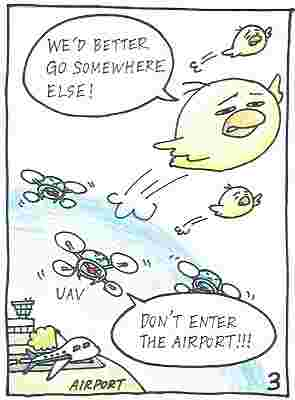 WE'D BETTER
GO SOMEWHERE
ELSE!
UAV
DON'T ENTER
THE AIRPORT!!!
AIRPORT
3